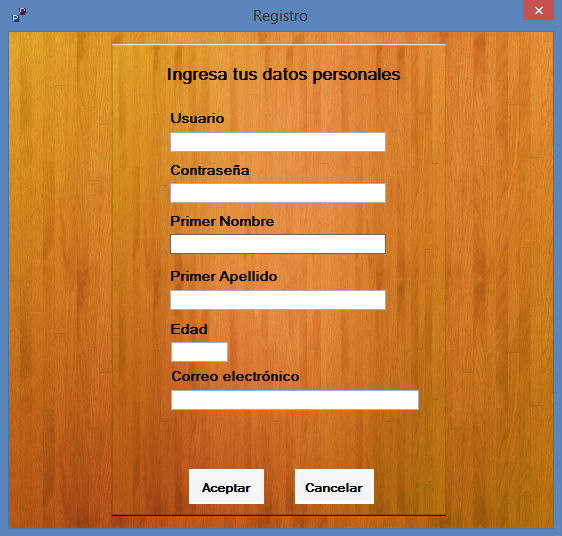 Registro
Ingresa tus datos personales
Usuario
Contraseña
Primer Nombre
Primer Apellido
Edad
Correo electrónico
Aceptar Cancelar